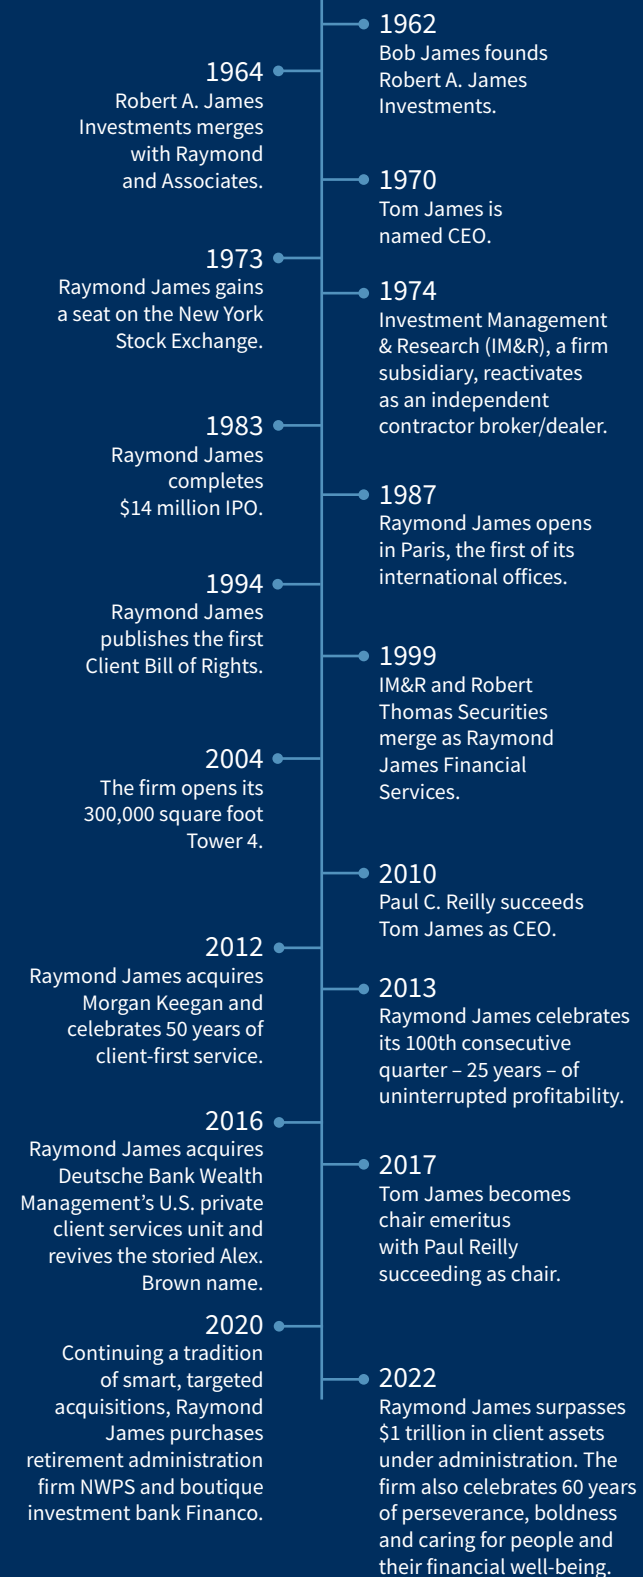 1962
Bob James founds
Robert A. James
Investments.
1964
Robert A. James
Investments merges
with Raymond
and Associates.
1970
Tom James is
named CEO.
1973
Raymond James gains
a seat on the New York
Stock Exchange.
1974
Investment Management
& Research (IM&R), a firm
subsidiary, reactivates
as an independent
contractor broker/dealer.
1983
Raymond James
completes
$14 million IPO.
1987
Raymond James opens
in Paris, the first of its
international offices.
1994
Raymond James
publishes the first
Client Bill of Rights.
1999
IM&R and Robert
Thomas Securities
merge as Raymond
James Financial
Services.
2004
The firm opens its
300,000 square foot
Tower 4.
2010
Paul C. Reilly succeeds
Tom James as CEO.
2012
Raymond James acquires
Morgan Keegan and
celebrates 50 years of
client-first service.
2013
Raymond James celebrates
its 100th consecutive
quarter – 25 years – of
uninterrupted profitability.
2016
Raymond James acquires
Deutsche Bank Wealth
Management’s U.S. private
client services unit and
revives the storied Alex.
Brown name.
2017
Tom James becomes
chair emeritus
with Paul Reilly
succeeding as chair.
2020
Continuing a tradition
of smart, targeted
acquisitions, Raymond
James purchases
retirement administration
firm NWPS and boutique
investment bank Financo.
2022
Raymond James surpasses
$1 trillion in client assets
under administration. The
firm also celebrates 60 years
of perseverance, boldness
and caring for people and
their financial well-being.